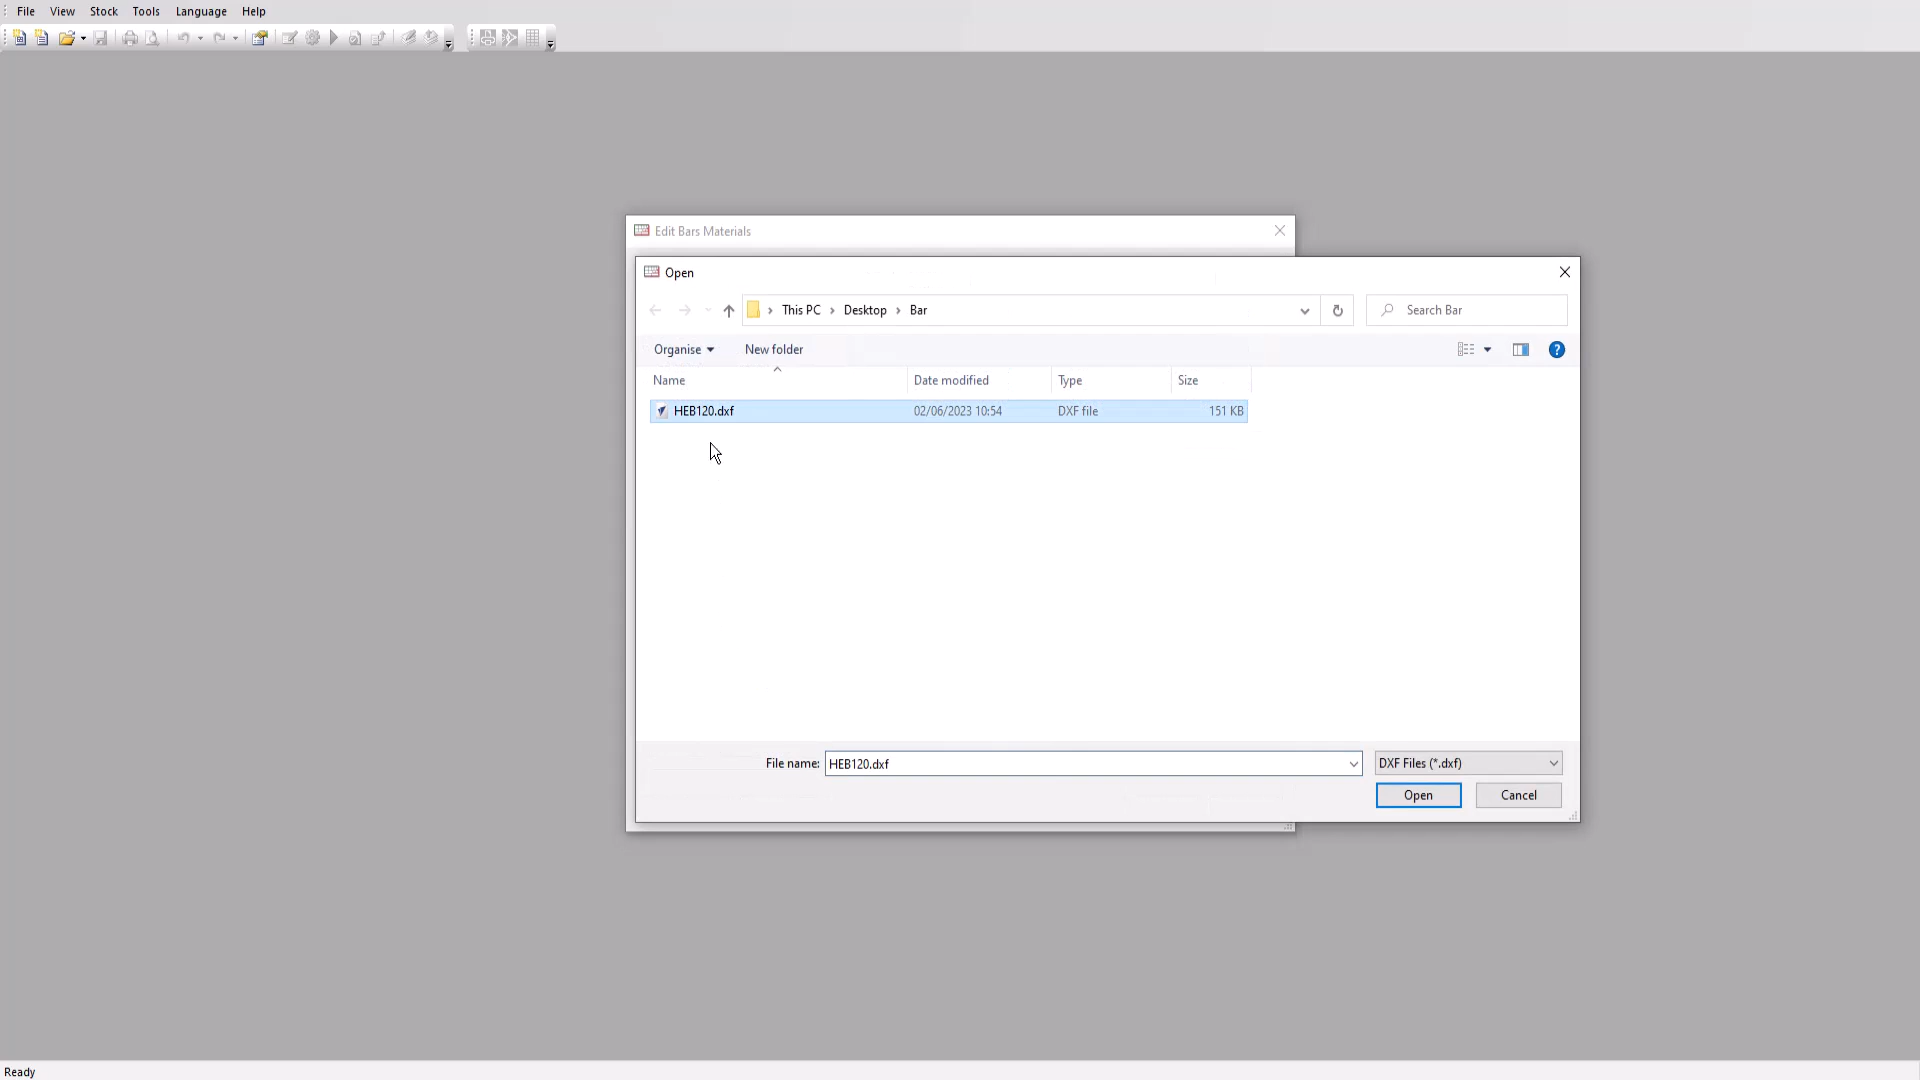 File View Stock Tools Language Help
Edit Bars Materials
Open
This PC Desktop Bar
Search Bar
Organise New folder
Name Date modified Type Size
HEB120.dxf 02/06/2023 10:54 DXF file 151 KB
File name: HEB120.dxf DXF Files (*.dxf)
Open Cancel
Ready